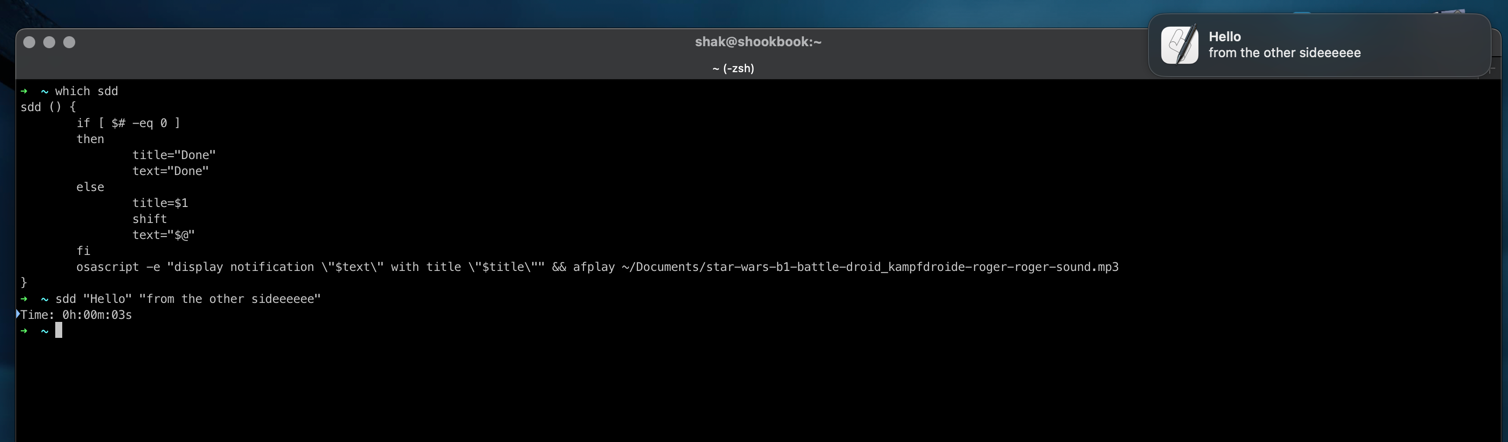 shak@shookbook:~
Hello
from the other sideeeeee
~ (-zsh)
➜  ~ which sdd
sdd () {
        if [ $# -eq 0 ]
        then
                title="Done"
                text="Done"
        else
                title=$1
                shift
                text="$@"
        fi
        osascript -e "display notification \"$text\" with title \"$title\"" && afplay ~/Documents/star-wars-b1-battle-droid_kampfdroide-roger-roger-sound.mp3
}
➜  ~ sdd "Hello" "from the other sideeeeee"
Time: 0h:00m:03s
➜  ~